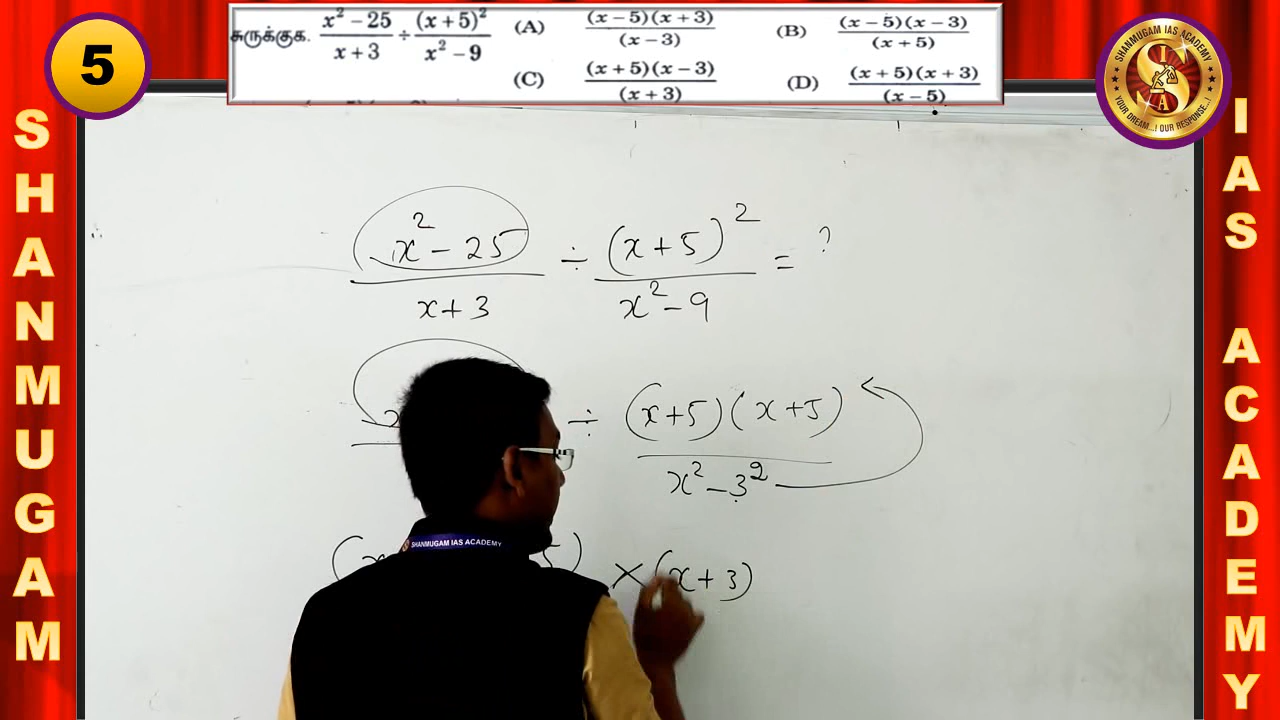 5
சுருக்குக. (x² − 25)/(x + 3) ÷ (x + 5)²/(x² − 9) (A) (x − 5)(x + 3)/(x − 3) (B) (x − 5)(x − 3)/(x + 5)
(C) (x + 5)(x − 3)/(x + 3) (D) (x + 5)(x + 3)/(x − 5)
SHANMUGAM IAS ACADEMY
YOUR DREAM...! OUR RESPONSE...!
S I A
SHANMUGAM
IAS ACADEMY
(x² − 25)/(x + 3) ÷ (x + 5)²/(x² − 9) = ?
÷ (x+5)(x+5)/(x² − 3²)
5) × (x+3)
SHANMUGAM IAS ACADEMY